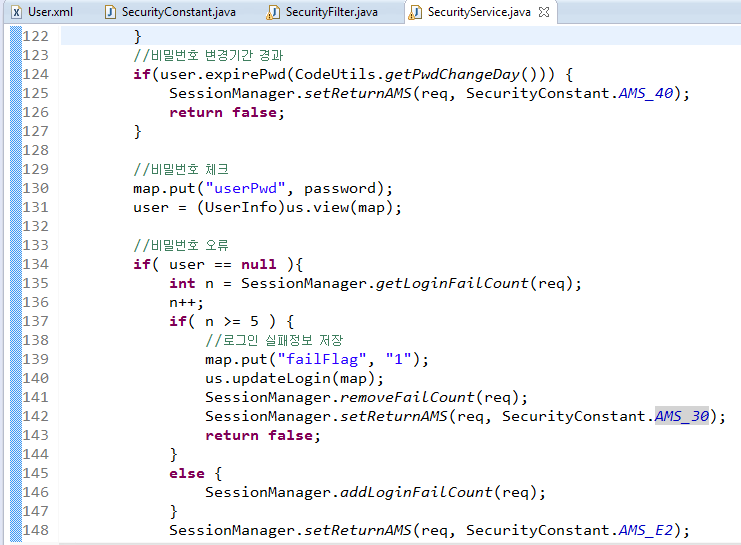 User.xml SecurityConstant.java SecurityFilter.java SecurityService.java
122 }
123 //비밀번호 변경기간 경과
124 if(user.expirePwd(CodeUtils.getPwdChangeDay())) {
125 SessionManager.setReturnAMS(req, SecurityConstant.AMS_40);
126 return false;
127 }
128
129 //비밀번호 체크
130 map.put("userPwd", password);
131 user = (UserInfo)us.view(map);
132
133 //비밀번호 오류
134 if( user == null ){
135 int n = SessionManager.getLoginFailCount(req);
136 n++;
137 if( n >= 5 ) {
138 //로그인 실패정보 저장
139 map.put("failFlag", "1");
140 us.updateLogin(map);
141 SessionManager.removeFailCount(req);
142 SessionManager.setReturnAMS(req, SecurityConstant.AMS_30);
143 return false;
144 }
145 else {
146 SessionManager.addLoginFailCount(req);
147 }
148 SessionManager.setReturnAMS(req, SecurityConstant.AMS_E2);